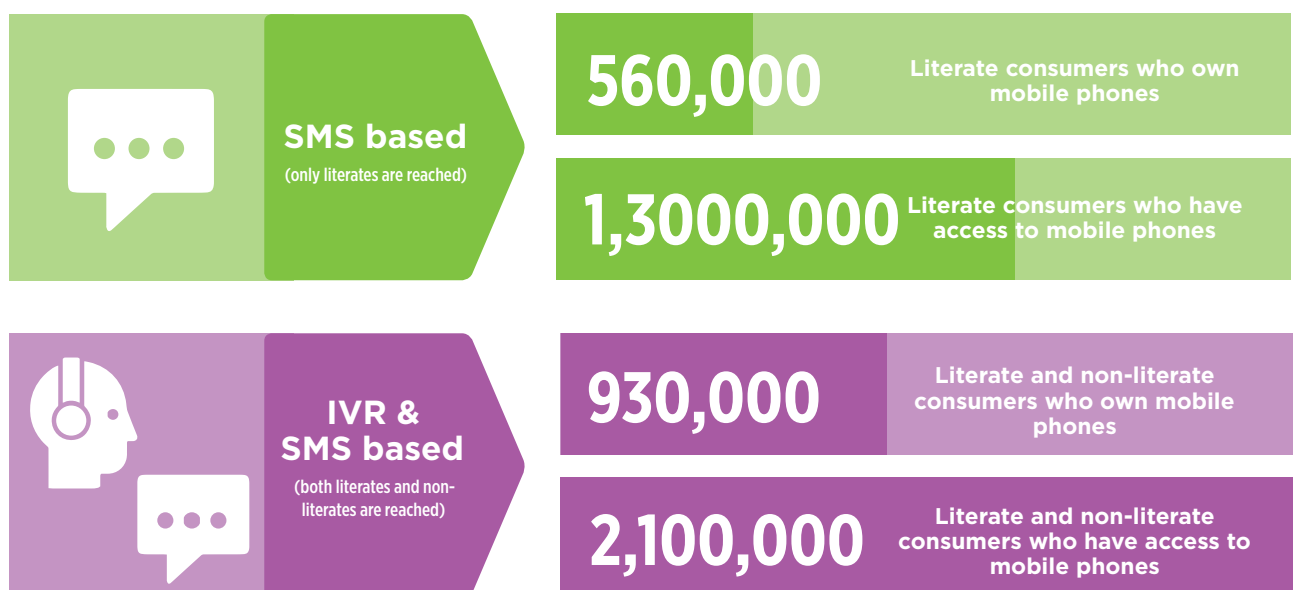 SMS based
(only literates are reached)
560,000
Literate consumers who own
mobile phones
1,3000,000
Literate consumers who have
access to mobile phones
IVR &
SMS based
(both literates and non-
literates are reached)
930,000
Literate and non-literate
consumers who own mobile
phones
2,100,000
Literate and non-literate
consumers who have access to
mobile phones